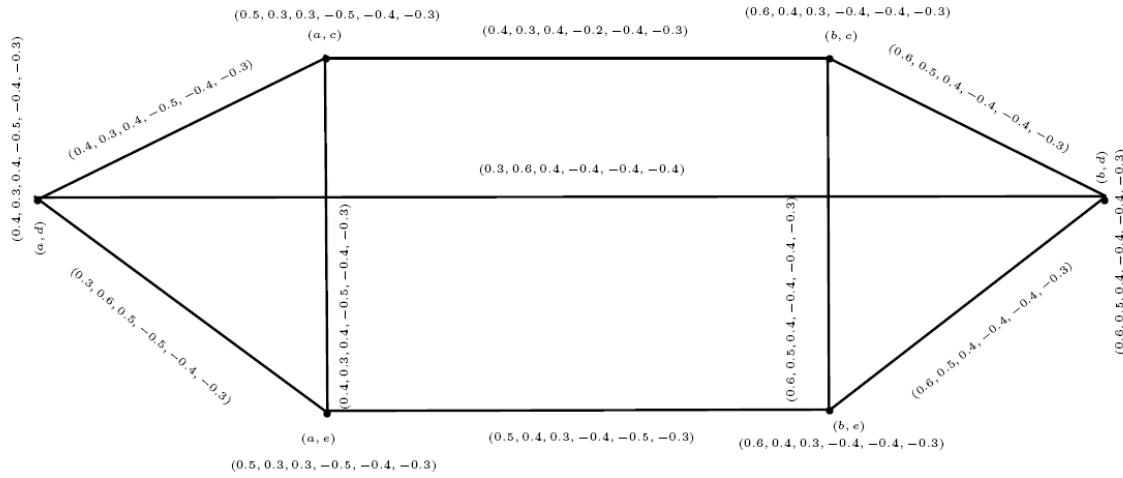 (0.5, 0.3, 0.3, −0.5, −0.4, −0.3)
(a, c)
(0.4, 0.3, 0.4, −0.2, −0.4, −0.3)
(0.6, 0.4, 0.3, −0.4, −0.4, −0.3)
(b, c)
(0.4, 0.3, 0.4, −0.5, −0.4, −0.3)
(0.4, 0.3, 0.4, −0.5, −0.4, −0.3)
(0.6, 0.5, 0.4, −0.4, −0.4, −0.3)
(a, d)
(0.3, 0.6, 0.4, −0.4, −0.4, −0.4)
(b, d)
(0.6, 0.5, 0.4, −0.4, −0.4, −0.3)
(0.3, 0.6, 0.5, −0.5, −0.4, −0.3)
(0.4, 0.3, 0.4, −0.5, −0.4, −0.3)
(0.6, 0.5, 0.4, −0.4, −0.4, −0.3)
(0.6, 0.5, 0.4, −0.4, −0.4, −0.3)
(a, e)
(0.5, 0.3, 0.3, −0.5, −0.4, −0.3)
(0.5, 0.4, 0.3, −0.4, −0.5, −0.3)
(b, e)
(0.6, 0.4, 0.3, −0.4, −0.4, −0.3)